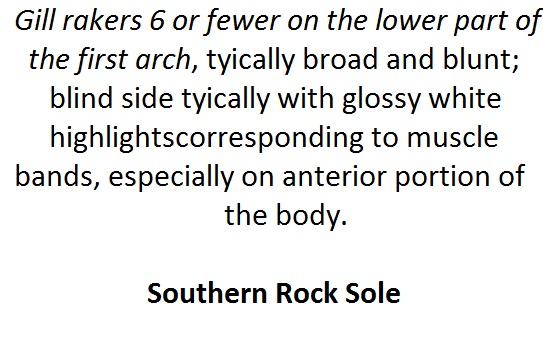 Gill rakers 6 or fewer on the lower part of
the first arch, tyically broad and blunt;
blind side tyically with glossy white
highlightscorresponding to muscle
bands, especially on anterior portion of
the body.
Southern Rock Sole